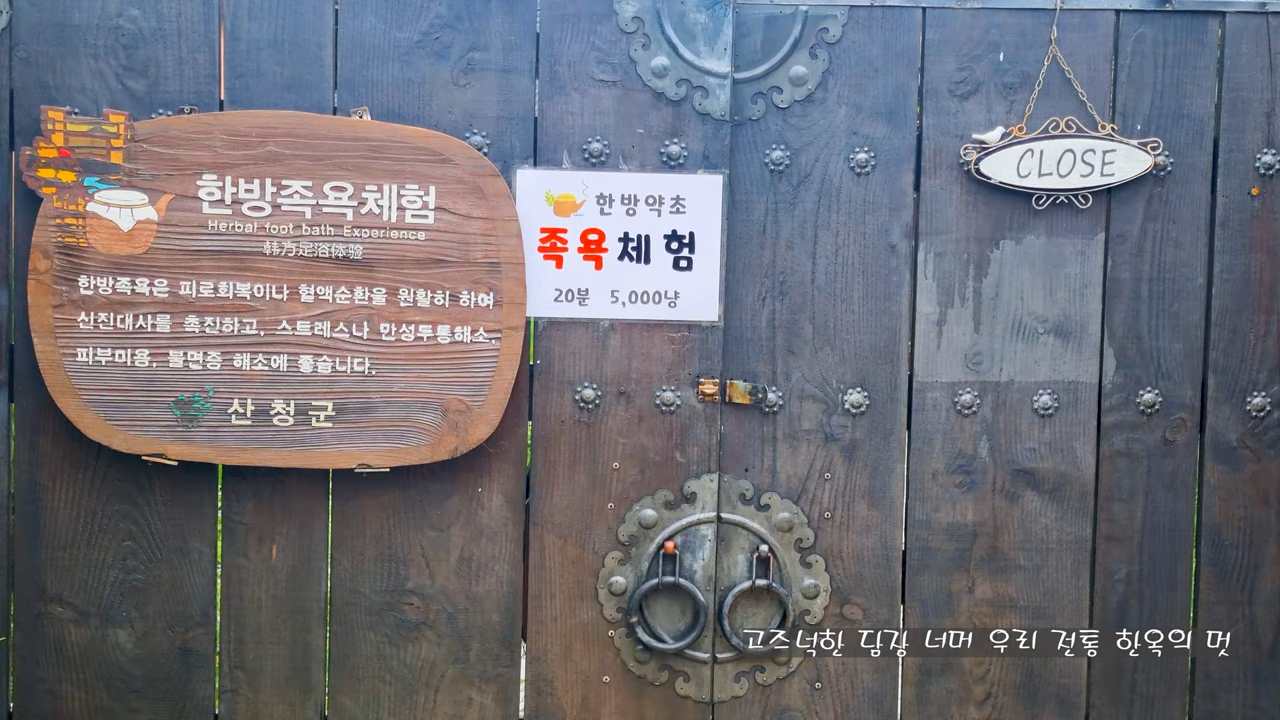 한방족욕체험
Herbal foot bath Experience
韩方足浴体验
한방족욕은 피로회복이나 혈액순환을 원활히 하여
신진대사를 촉진하고, 스트레스나 만성두통해소,
피부미용, 불면증 해소에 좋습니다.
산청군
한방약초
족욕체험
20분 5,000냥
CLOSE
고즈넉한 담장 너머 우리 전통 한옥의 멋